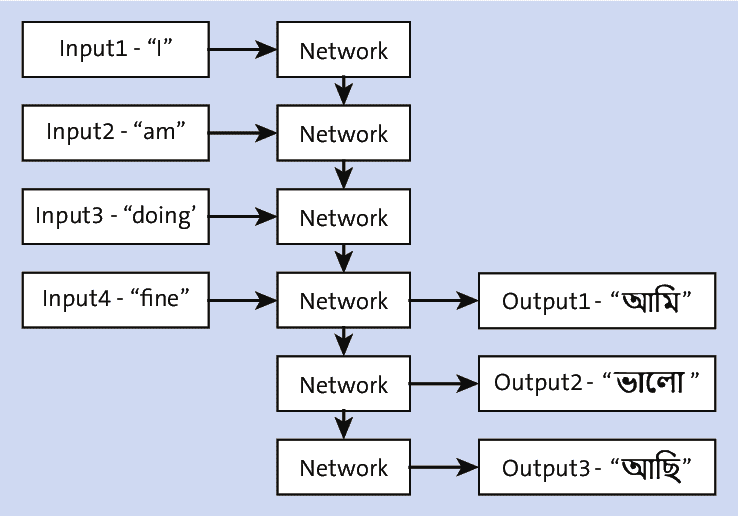 Input1 - “I”
Network
Input2 - “am”
Network
Input3 - “doing’
Network
Input4 - “fine”
Network
Output1 - “আমি”
Network
Output2 - “ভালো ”
Network
Output3 - “আছি”